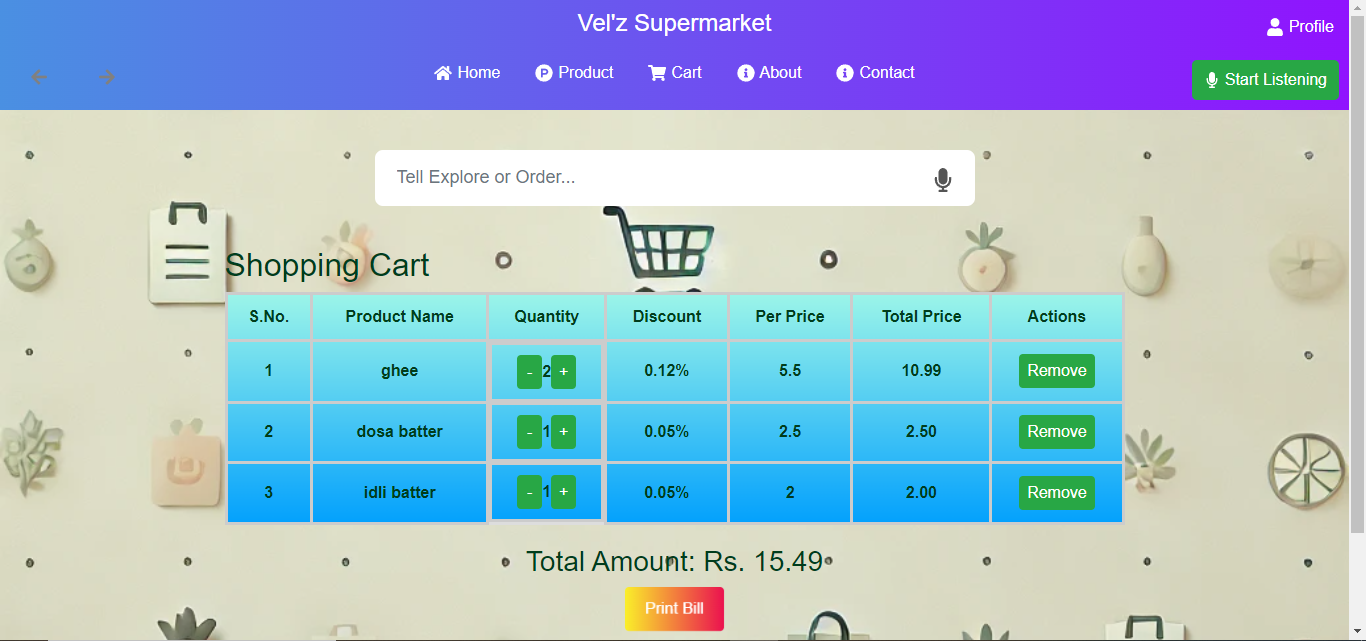 Vel'z Supermarket
Profile
Home Product Cart About Contact
Start Listening
Tell Explore or Order...
Shopping Cart
S.No. Product Name Quantity Discount Per Price Total Price Actions
1 ghee - 2 + 0.12% 5.5 10.99 Remove
2 dosa batter - 1 + 0.05% 2.5 2.50 Remove
3 idli batter - 1 + 0.05% 2 2.00 Remove
Total Amount: Rs. 15.49
Print Bill